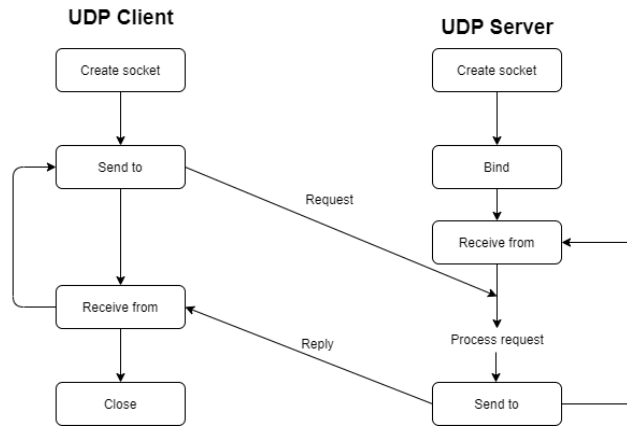 UDP Client
UDP Server
Create socket
Create socket
Send to
Bind
Request
Receive from
Receive from
Process request
Reply
Close
Send to